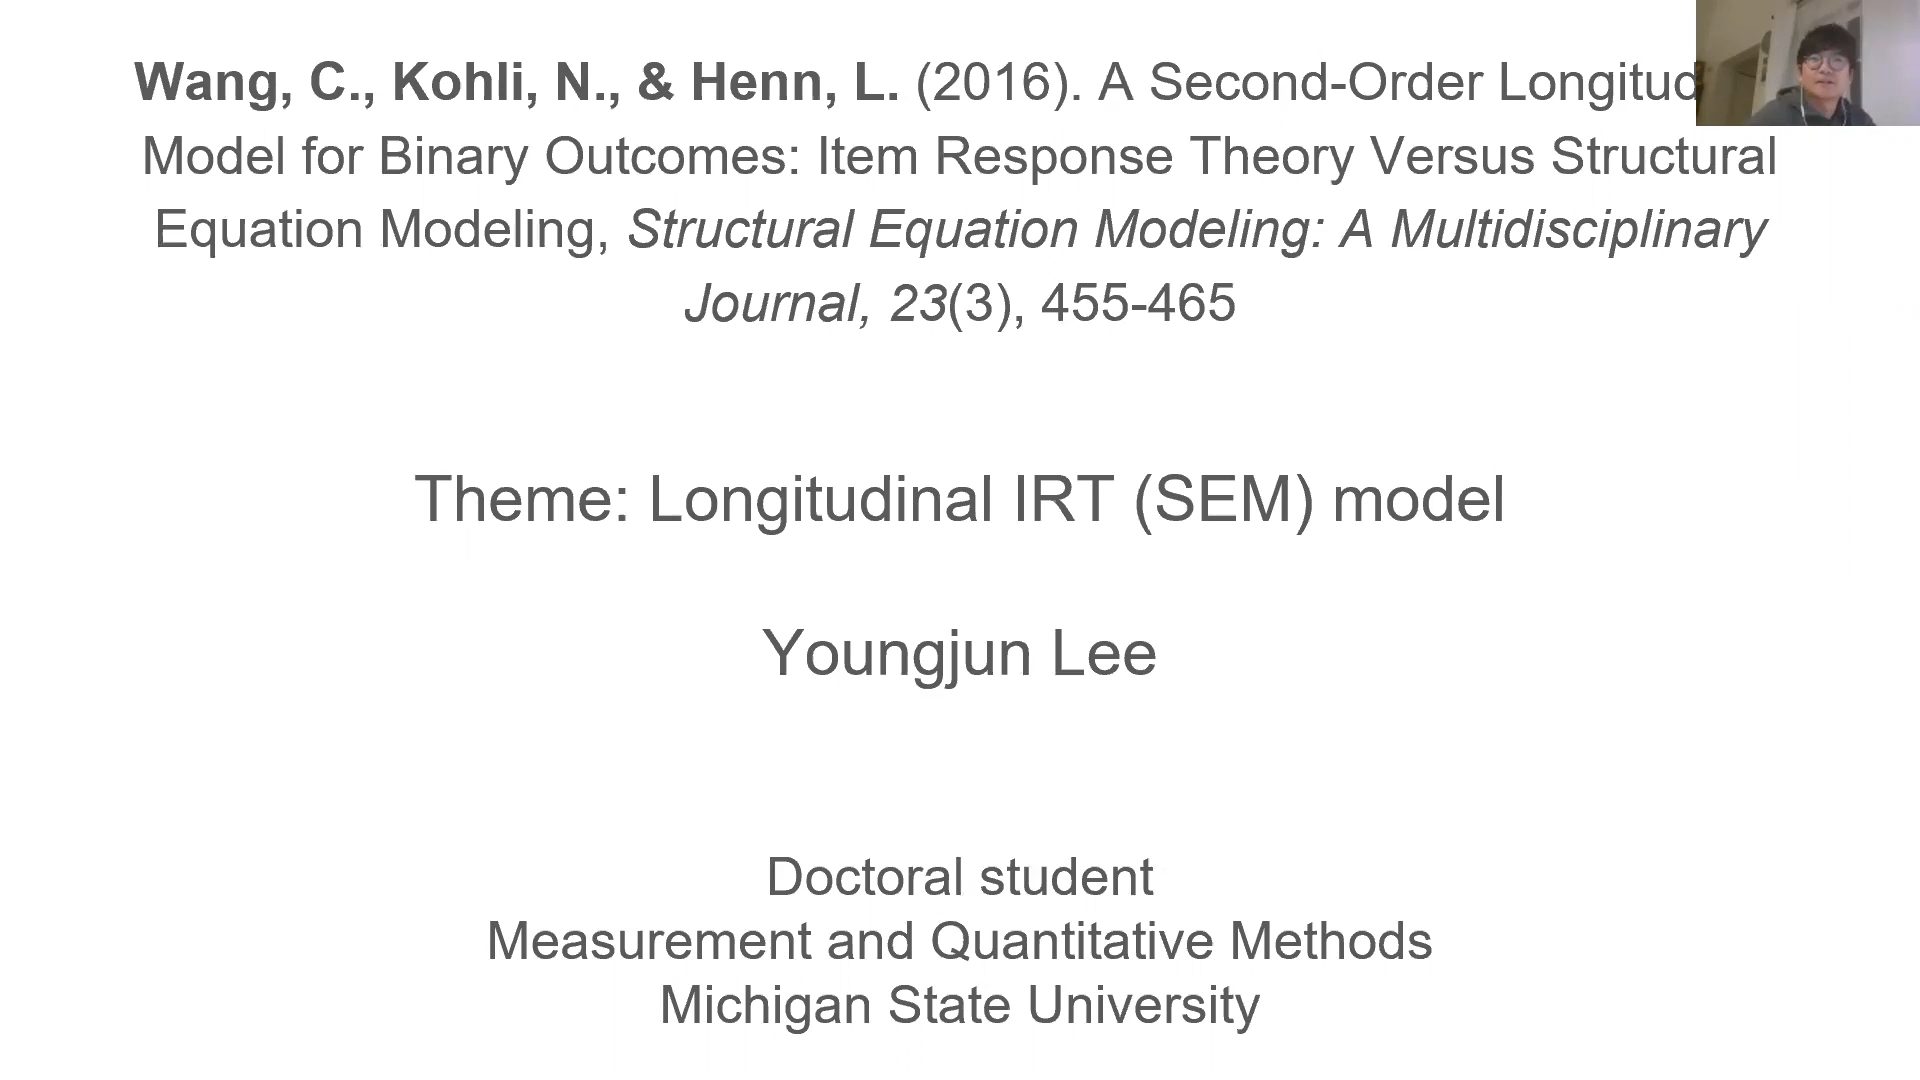 Wang, C., Kohli, N., & Henn, L. (2016). A Second-Order
Model for Binary Outcomes: Item Response Theory Versus Structural
Equation Modeling, Structural Equation Modeling: A Multidisciplinary
Journal, 23(3), 455-465
Theme: Longitudinal IRT (SEM) model
Youngjun Lee
Doctoral student
Measurement and Quantitative Methods
Michigan State University